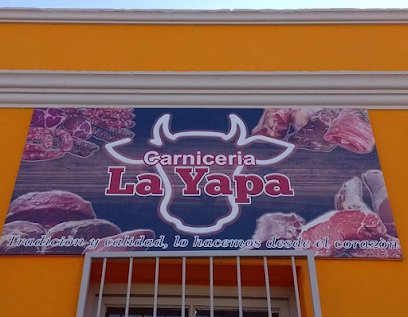 Carniceria
La Yapa
Tradición y calidad, lo hacemos desde el corazón